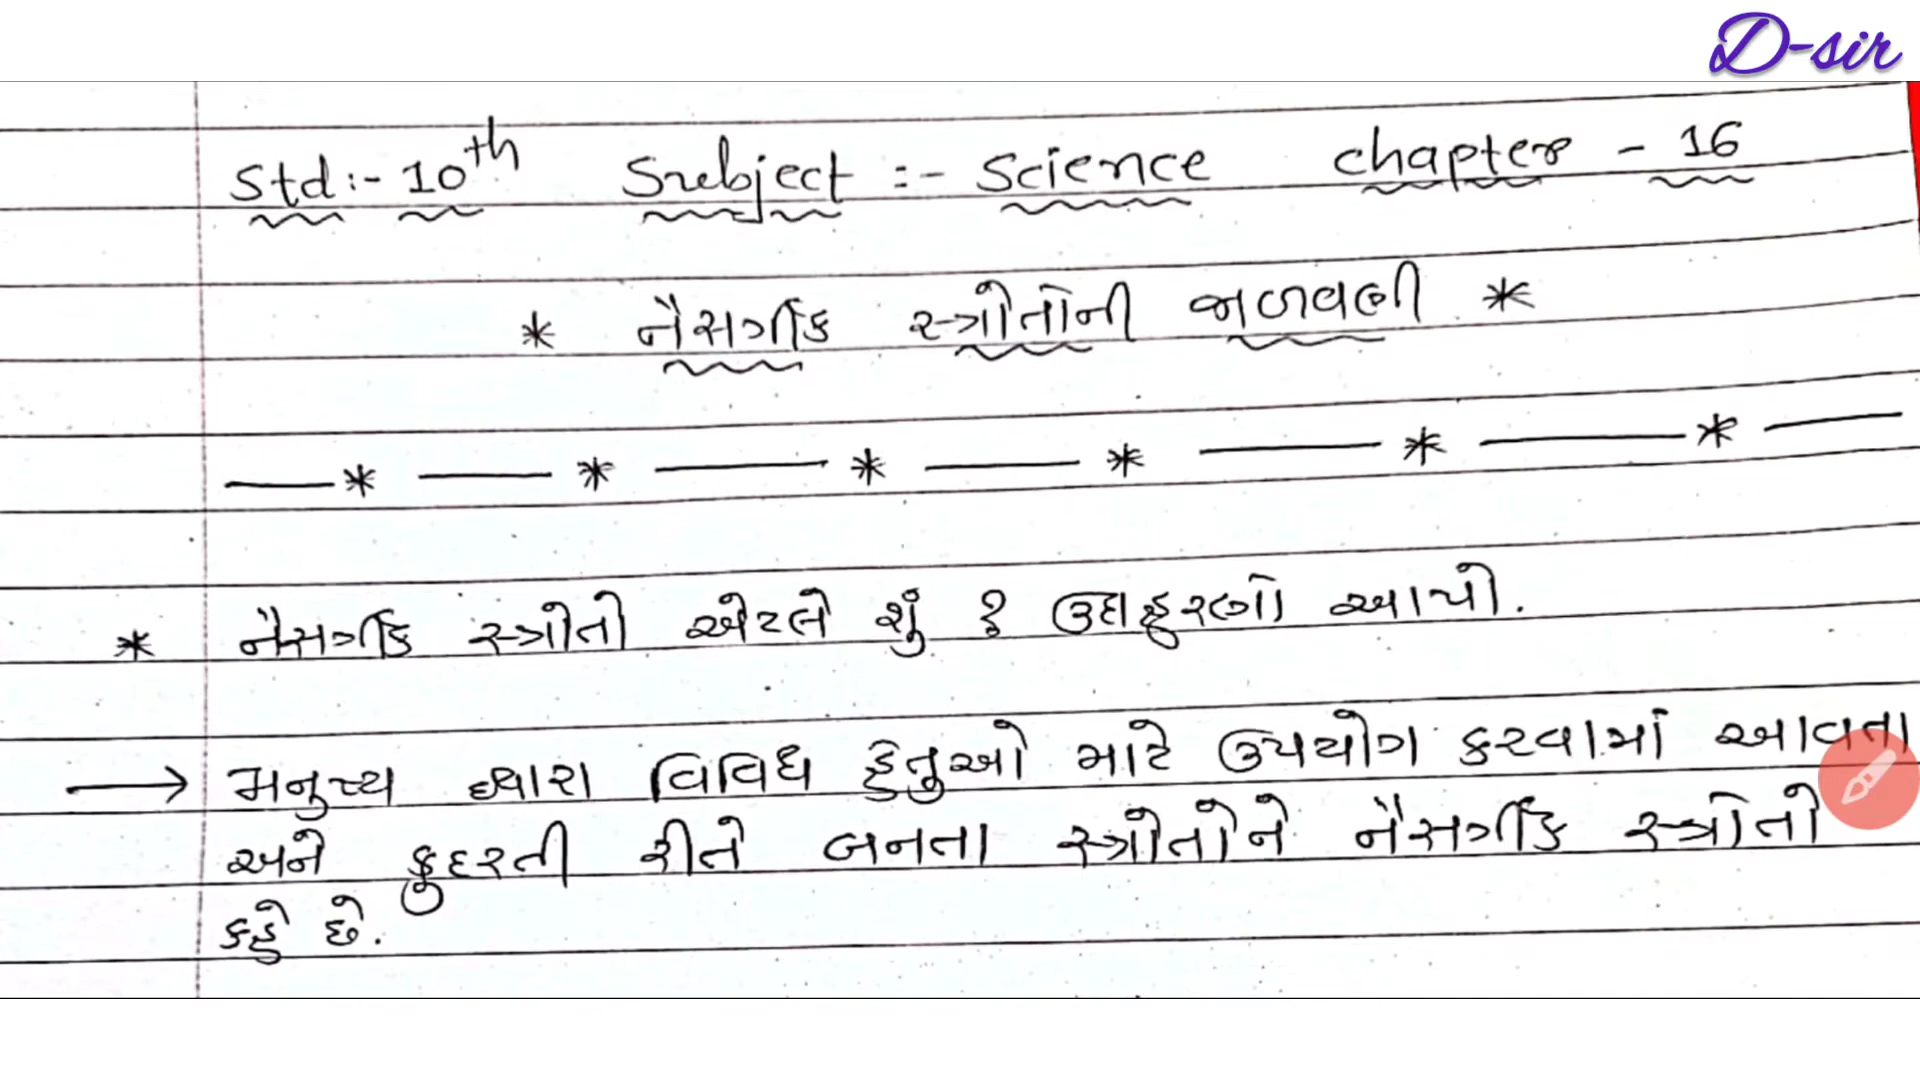 D-sir
Std:- 10th Subject :- Science chapter - 16
* નૈસર્ગીક સ્ત્રોતોની જાળવણી *
—* — * — * — * — * —* —
* નૈસર્ગીક સ્ત્રોતો એટલે શું ? ઉદાહરણો આપો.
→ મનુષ્ય ધ્વારા વિવિધ હેતુઓ માટે ઉપયોગ કરવામાં આવતા
અને કુદરતી રીતે બનતા સ્ત્રોતોને નૈસર્ગીક સ્ત્રોતો
કહે છે.